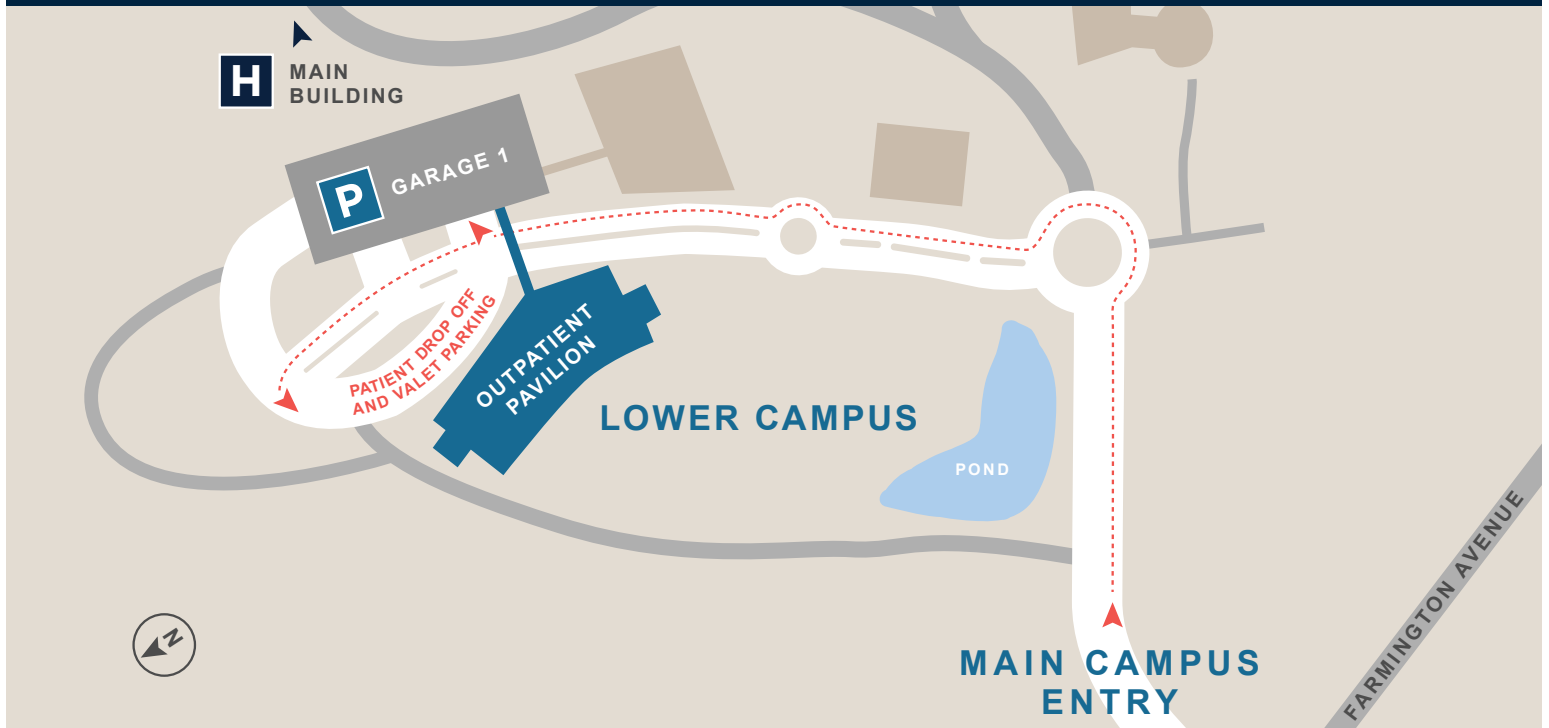 H
MAIN
BUILDING
P
GARAGE 1
PATIENT DROP OFF
AND VALET PARKING
OUTPATIENT
PAVILION
LOWER CAMPUS
POND
FARMINGTON AVENUE
N
MAIN CAMPUS
ENTRY